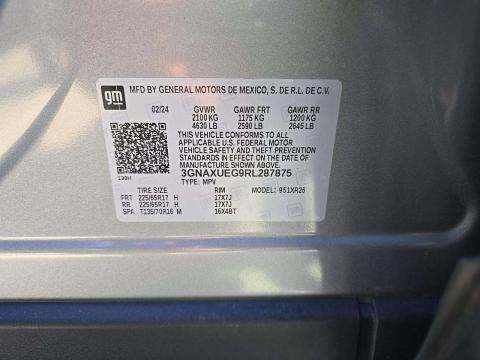 gm
MFD BY GENERAL MOTORS DE MEXICO, S. DE R.L. DE C.V.
02/24 GVWR GAWR FRT GAWR RR
2100 KG 1175 KG 1200 KG
4630 LB 2590 LB 2645 LB
THIS VEHICLE CONFORMS TO ALL
APPLICABLE U.S. FEDERAL MOTOR
VEHICLE SAFETY AND THEFT PREVENTION
STANDARDS IN EFFECT ON THE DATE OF
MANUFACTURE SHOWN ABOVE.
3GNAXUEG9RL287875
TYPE: MPV
TIRE SIZE RIM MODEL: 951XR26
FRT 225/65R17 H 17X7J
RR 225/65R17 H 17X7J
SPA T135/70R16 M 16X4BT